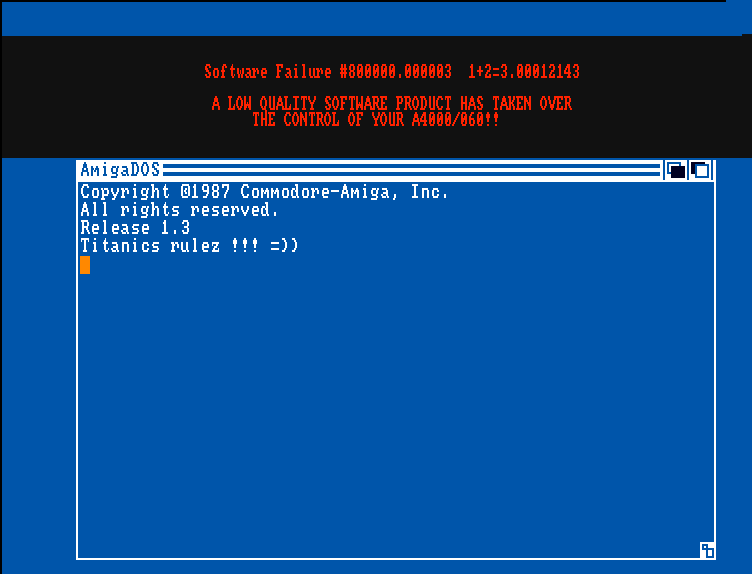 Software Failure #800000.000003  1+2=3.00012143
A LOW QUALITY SOFTWARE PRODUCT HAS TAKEN OVER
THE CONTROL OF YOUR A4000/060!!
AmigaDOS
Copyright ©1987 Commodore-Amiga, Inc.
All rights reserved.
Release 1.3
Titanics rulez !!! =))